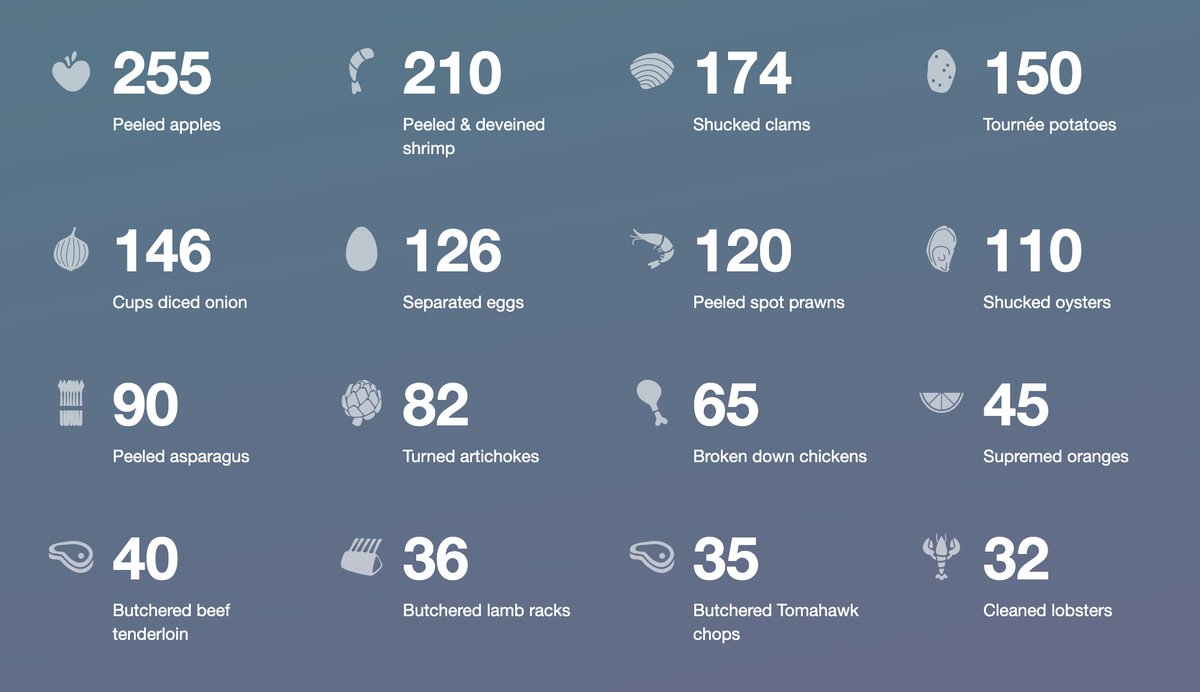 255
Peeled apples
210
Peeled & deveined
shrimp
174
Shucked clams
150
Tournée potatoes
146
Cups diced onion
126
Separated eggs
120
Peeled spot prawns
110
Shucked oysters
90
Peeled asparagus
82
Turned artichokes
65
Broken down chickens
45
Supremed oranges
40
Butchered beef
tenderloin
36
Butchered lamb racks
35
Butchered Tomahawk
chops
32
Cleaned lobsters